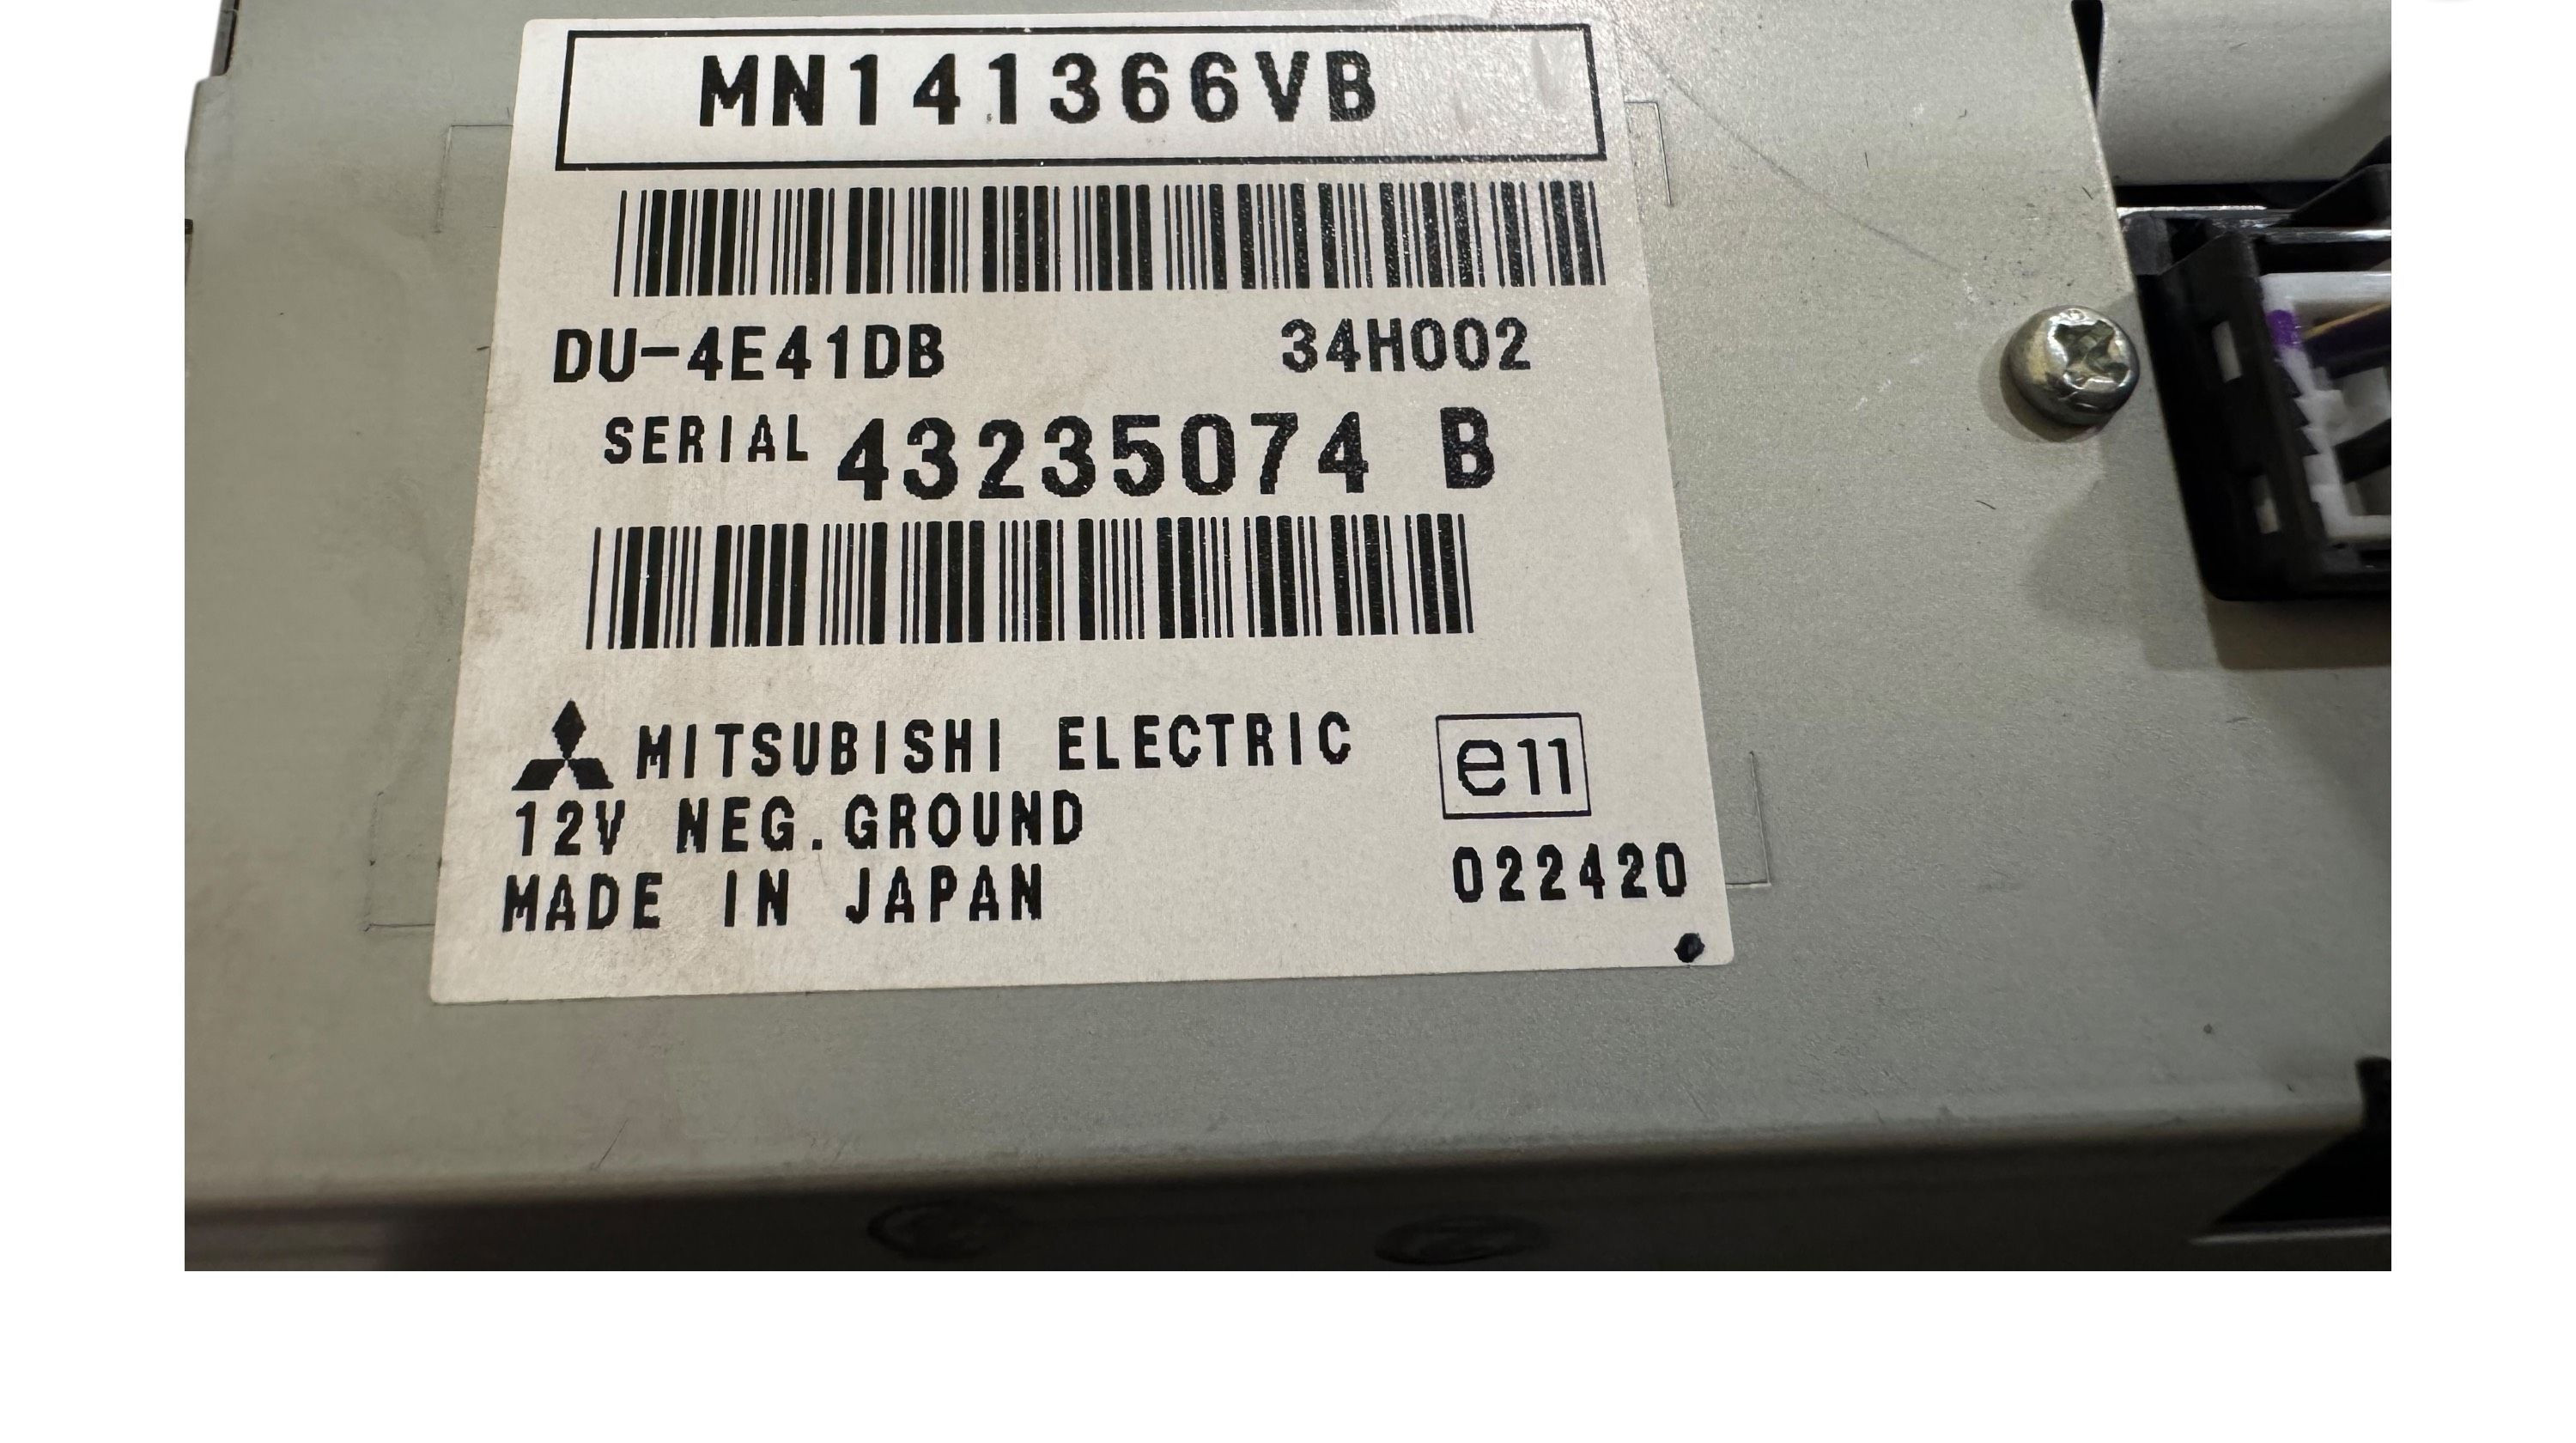 MN141366VB
DU-4E41DB 34H002
SERIAL 43235074 B
MITSUBISHI ELECTRIC e11
12V NEG.GROUND
MADE IN JAPAN 022420